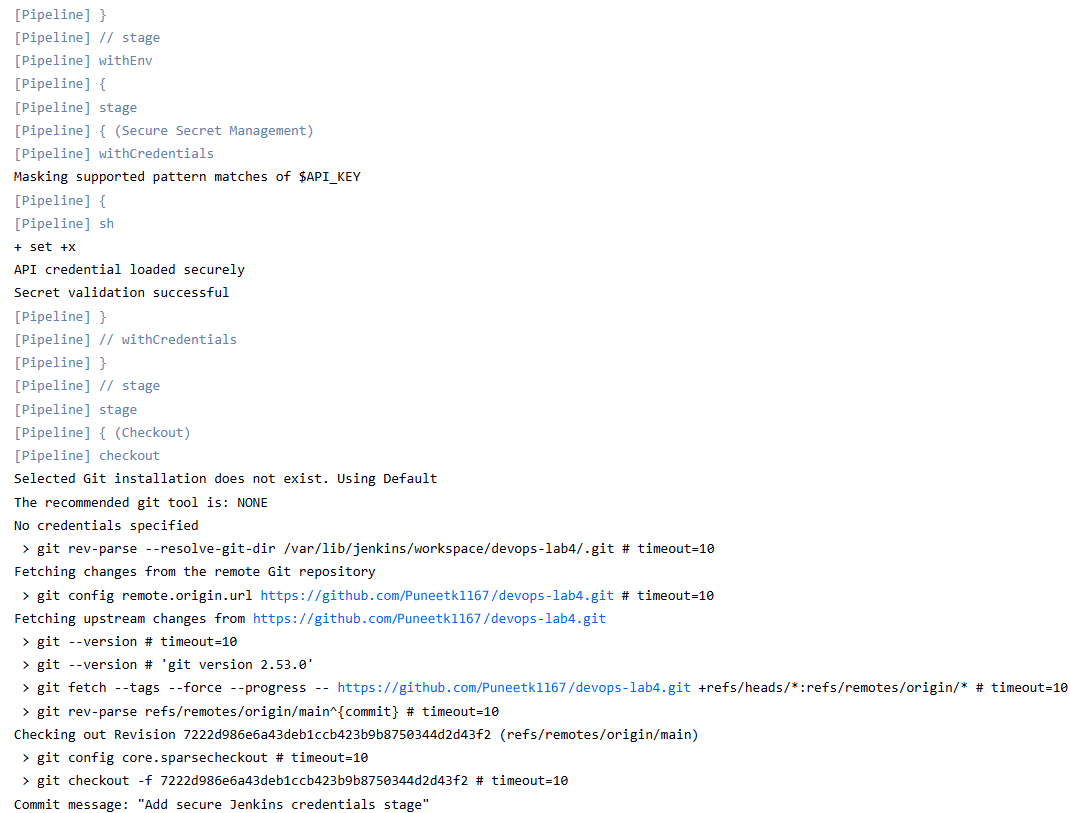 [Pipeline] }
[Pipeline] // stage
[Pipeline] withEnv
[Pipeline] {
[Pipeline] stage
[Pipeline] { (Secure Secret Management)
[Pipeline] withCredentials
Masking supported pattern matches of $API_KEY
[Pipeline] {
[Pipeline] sh
+ set +x
API credential loaded securely
Secret validation successful
[Pipeline] }
[Pipeline] // withCredentials
[Pipeline] }
[Pipeline] // stage
[Pipeline] stage
[Pipeline] { (Checkout)
[Pipeline] checkout
Selected Git installation does not exist. Using Default
The recommended git tool is: NONE
No credentials specified
 > git rev-parse --resolve-git-dir /var/lib/jenkins/workspace/devops-lab4/.git # timeout=10
Fetching changes from the remote Git repository
 > git config remote.origin.url https://github.com/Puneetk1167/devops-lab4.git # timeout=10
Fetching upstream changes from https://github.com/Puneetk1167/devops-lab4.git
 > git --version # timeout=10
 > git --version # 'git version 2.53.0'
 > git fetch --tags --force --progress -- https://github.com/Puneetk1167/devops-lab4.git +refs/heads/*:refs/remotes/origin/* # timeout=10
 > git rev-parse refs/remotes/origin/main^{commit} # timeout=10
Checking out Revision 7222d986e6a43deb1ccb423b9b8750344d2d43f2 (refs/remotes/origin/main)
 > git config core.sparsecheckout # timeout=10
 > git checkout -f 7222d986e6a43deb1ccb423b9b8750344d2d43f2 # timeout=10
Commit message: "Add secure Jenkins credentials stage"